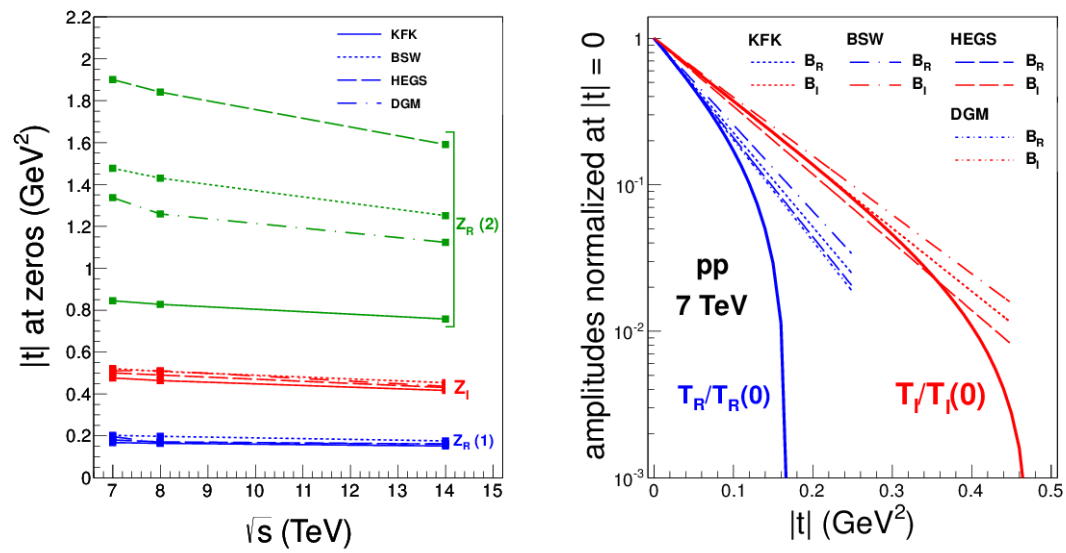 |t| at zeros (GeV²)
2.2
2
1.8
1.6
1.4
1.2
1
0.8
0.6
0.4
0.2
0
KFK
BSW
HEGS
DGM
Z_R (2)
Z_I
Z_R (1)
7 8 9 10 11 12 13 14 15
√s (TeV)
amplitudes normalized at |t| = 0
1
10⁻¹
10⁻²
10⁻³
KFK BSW HEGS
B_R B_R B_R
B_I B_I B_I
DGM
B_R
B_I
pp
7 TeV
T_R/T_R(0) T_I/T_I(0)
0 0.1 0.2 0.3 0.4 0.5
|t| (GeV²)